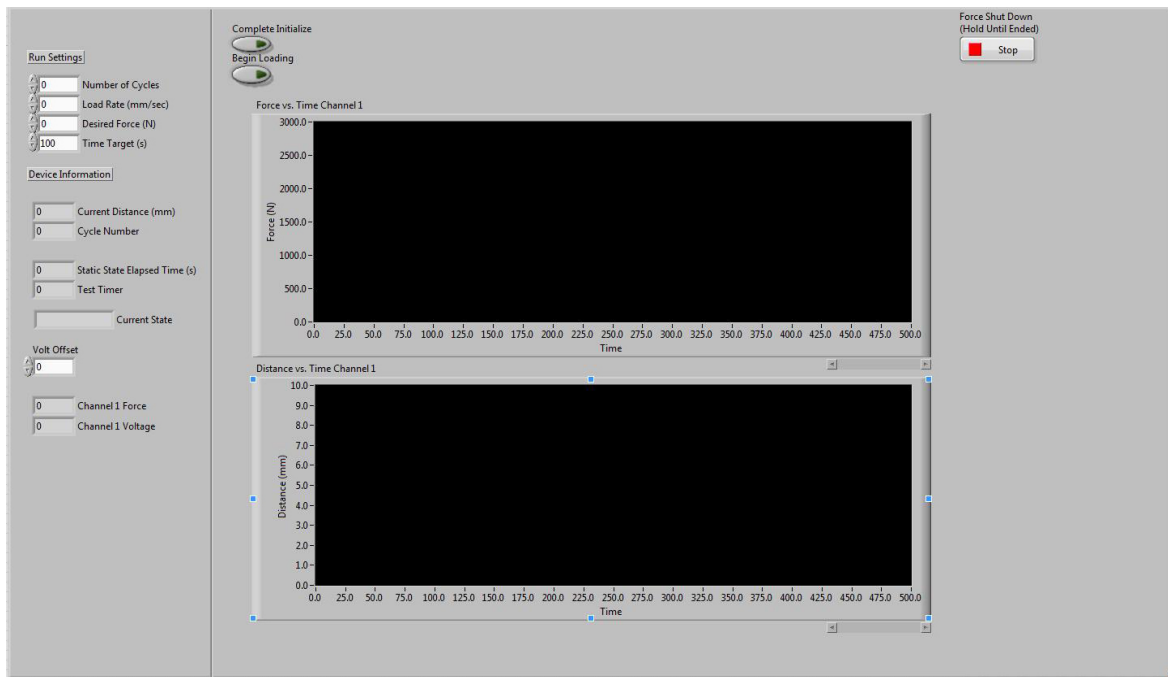 Complete Initialize
Begin Loading
Force Shut Down
(Hold Until Ended)
Stop
Run Settings
0 Number of Cycles
0 Load Rate (mm/sec)
0 Desired Force (N)
100 Time Target (s)
Device Information
0 Current Distance (mm)
0 Cycle Number
0 Static State Elapsed Time (s)
0 Test Timer
Current State
Volt Offset
0
0 Channel 1 Force
0 Channel 1 Voltage
Force vs. Time Channel 1
3000.0
2500.0
2000.0
1500.0
1000.0
500.0
0.0
Force (N)
0.0 25.0 50.0 75.0 100.0 125.0 150.0 175.0 200.0 225.0 250.0 275.0 300.0 325.0 350.0 375.0 400.0 425.0 450.0 475.0 500.0
Time
Distance vs. Time Channel 1
10.0
9.0
8.0
7.0
6.0
5.0
4.0
3.0
2.0
1.0
0.0
Distance (mm)
0.0 25.0 50.0 75.0 100.0 125.0 150.0 175.0 200.0 225.0 250.0 275.0 300.0 325.0 350.0 375.0 400.0 425.0 450.0 475.0 500.0
Time